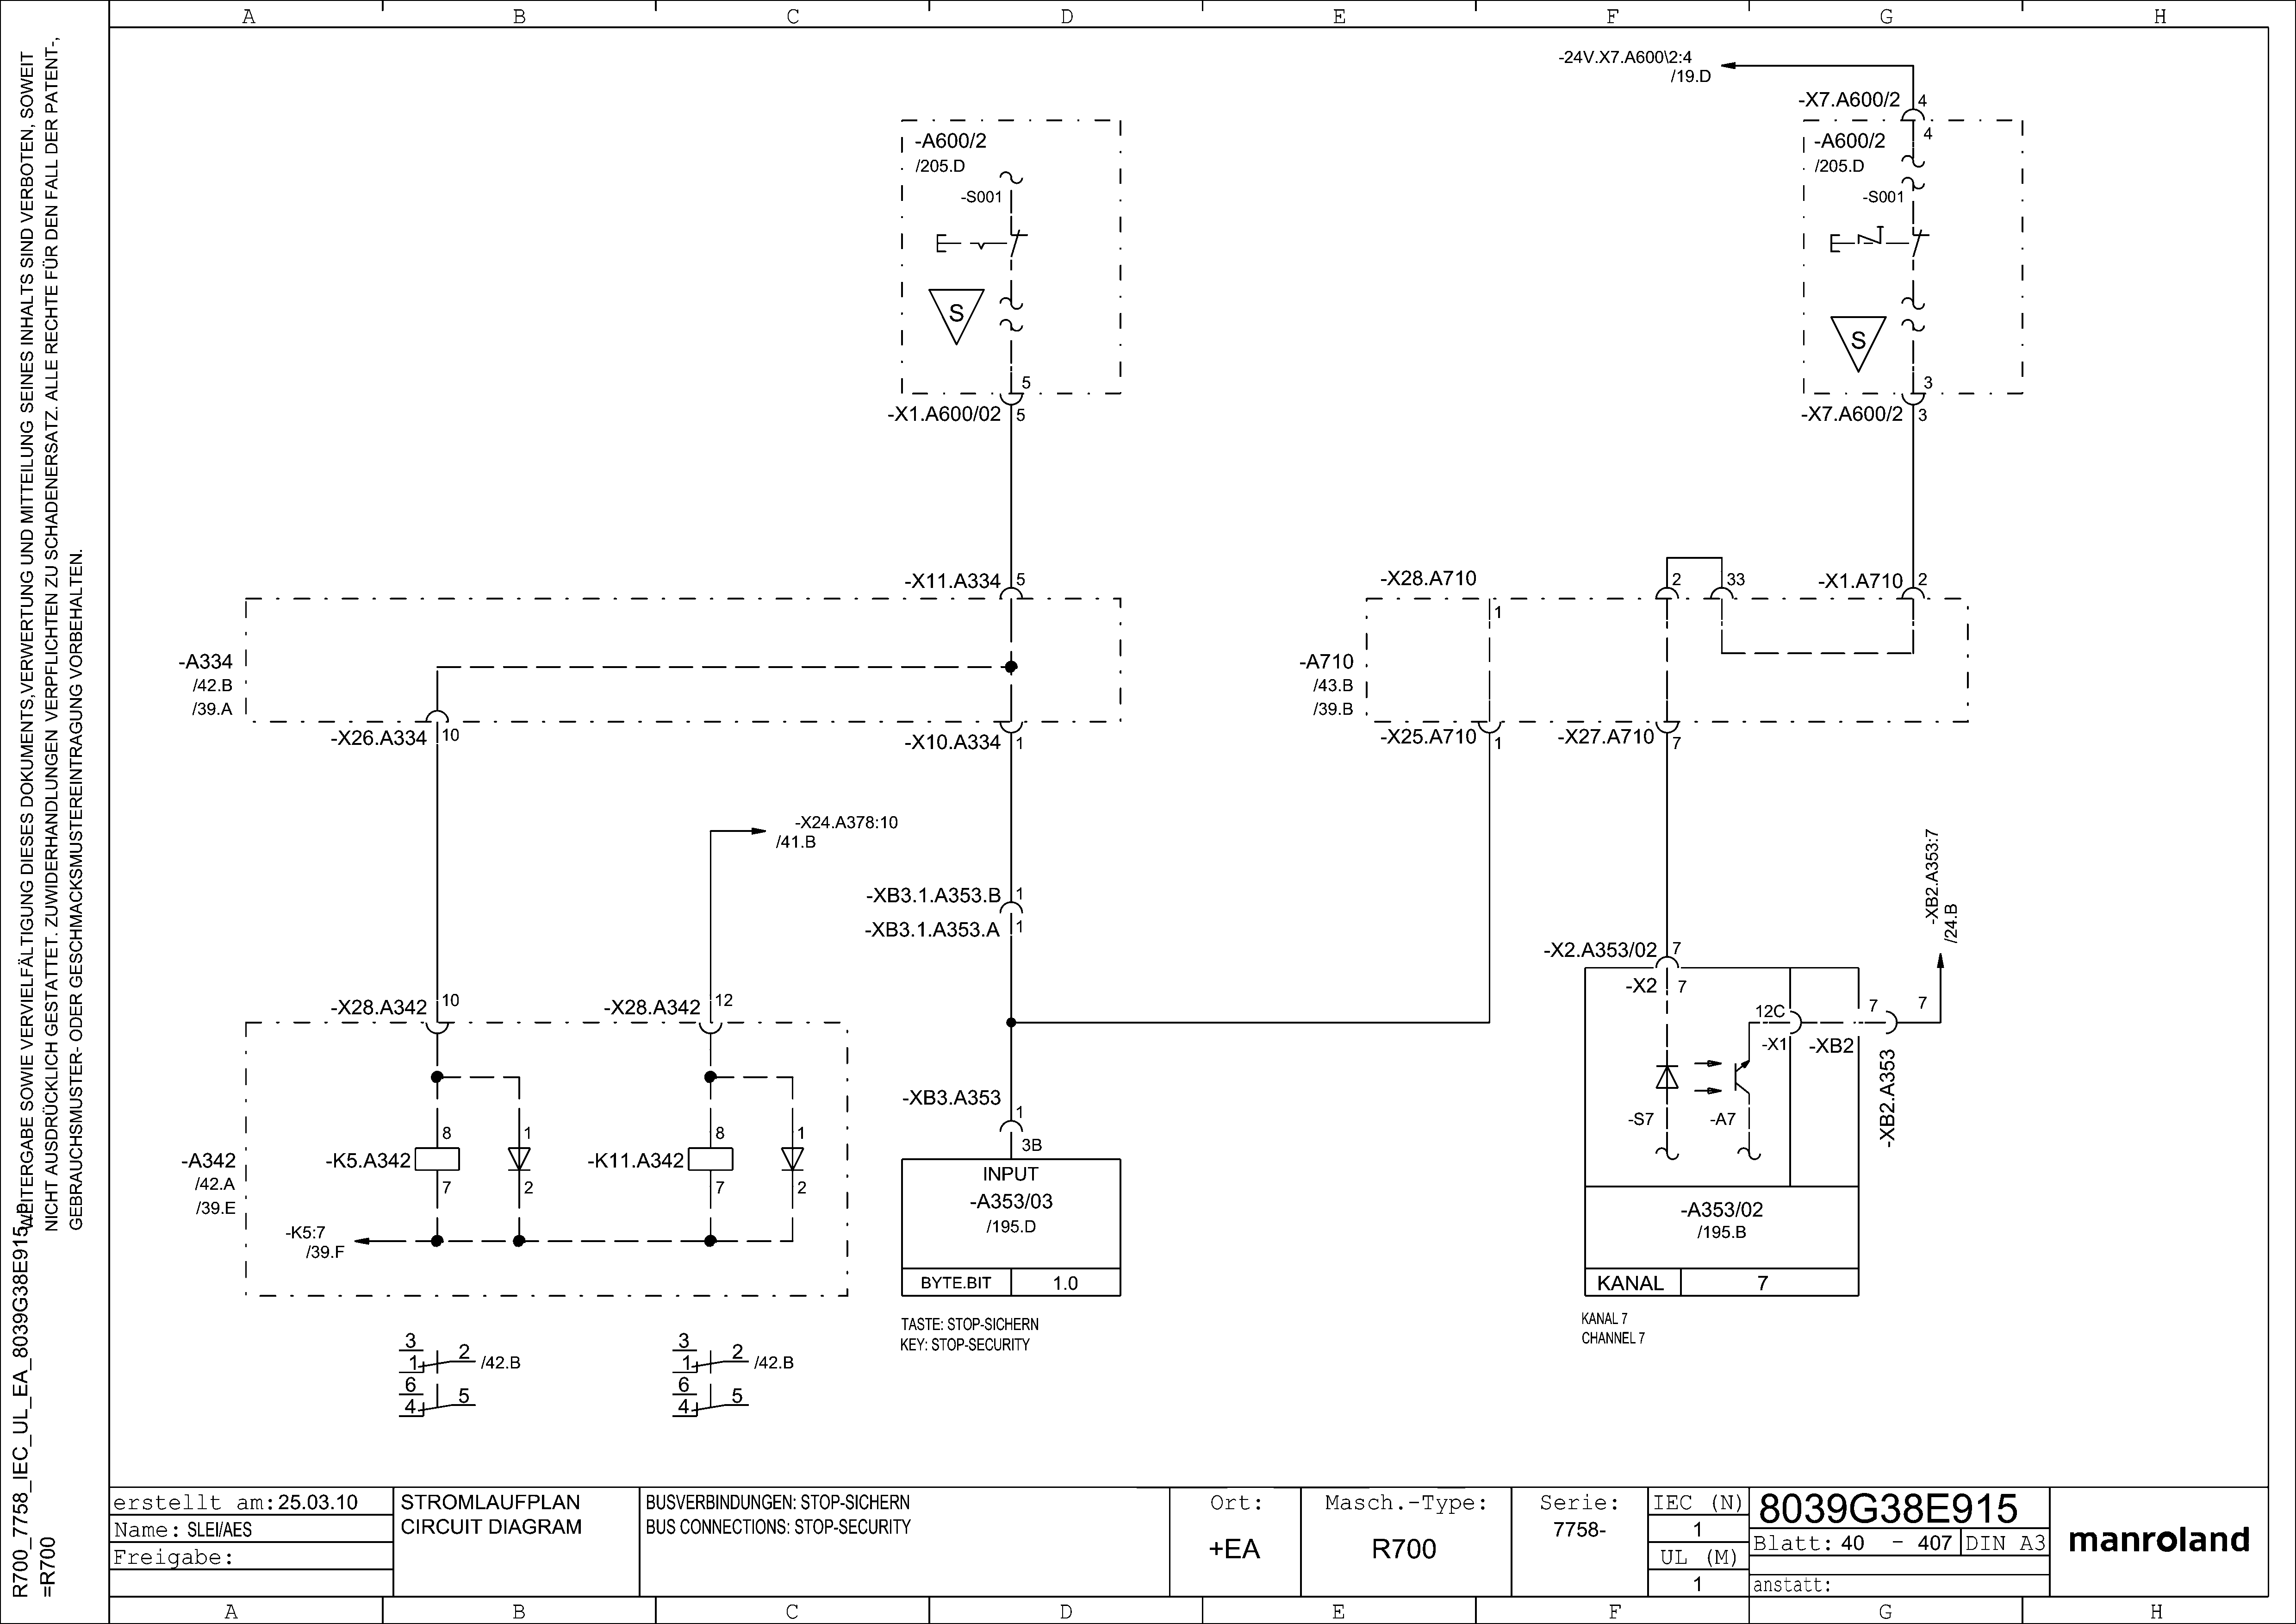 A B C D E F G H
-24V.X7.A600\2:4
/19.D
-X7.A600/2 4
4
-A600/2
/205.D
-S001
S
5
-X1.A600/02 5
-A600/2
/205.D
-S001
S
3
-X7.A600/2 3
-X11.A334 5
-A334
/42.B
/39.A
-X26.A334 10
-X10.A334 1
-X28.A710
1
2
33
-X1.A710 2
-A710
/43.B
/39.B
-X25.A710 1
-X27.A710 7
-X24.A378:10
/41.B
-XB3.1.A353.B 1
-XB3.1.A353.A 1
-X28.A342 10
-X28.A342 12
-A342
/42.A
/39.E
8
-K5.A342
7
1
2
8
-K11.A342
7
1
2
-K5:7
/39.F
-XB3.A353
1
3B
INPUT
-A353/03
/195.D
BYTE.BIT 1.0
TASTE: STOP-SICHERN
KEY: STOP-SECURITY
-X2.A353/02 7
-X2 7
12C
-X1
-XB2
7
7
-XB2.A353
-XB2.A353:7
/24.B
-S7
-A7
-A353/02
/195.B
KANAL 7
KANAL 7
CHANNEL 7
3
1 2 /42.B
6
4 5
3
1 2 /42.B
6
4 5
WEITERGABE SOWIE VERVIELFÄLTIGUNG DIESES DOKUMENTS,VERWERTUNG UND MITTEILUNG SEINES INHALTS SIND VERBOTEN, SOWEIT
NICHT AUSDRÜCKLICH GESTATTET. ZUWIDERHANDLUNGEN VERPFLICHTEN ZU SCHADENERSATZ. ALLE RECHTE FÜR DEN FALL DER PATENT-,
GEBRAUCHSMUSTER- ODER GESCHMACKSMUSTEREINTRAGUNG VORBEHALTEN.
R700_7758_IEC_UL_EA_8039G38E915_
=R700
erstellt am: 25.03.10
Name: SLEI/AES
Freigabe:
STROMLAUFPLAN
CIRCUIT DIAGRAM
BUSVERBINDUNGEN: STOP-SICHERN
BUS CONNECTIONS: STOP-SECURITY
Ort:
+EA
Masch.-Type:
R700
Serie:
7758-
IEC (N)
1
UL (M)
1
8039G38E915
Blatt: 40 - 407 DIN A3
anstatt:
manroland
A B C D E F G H